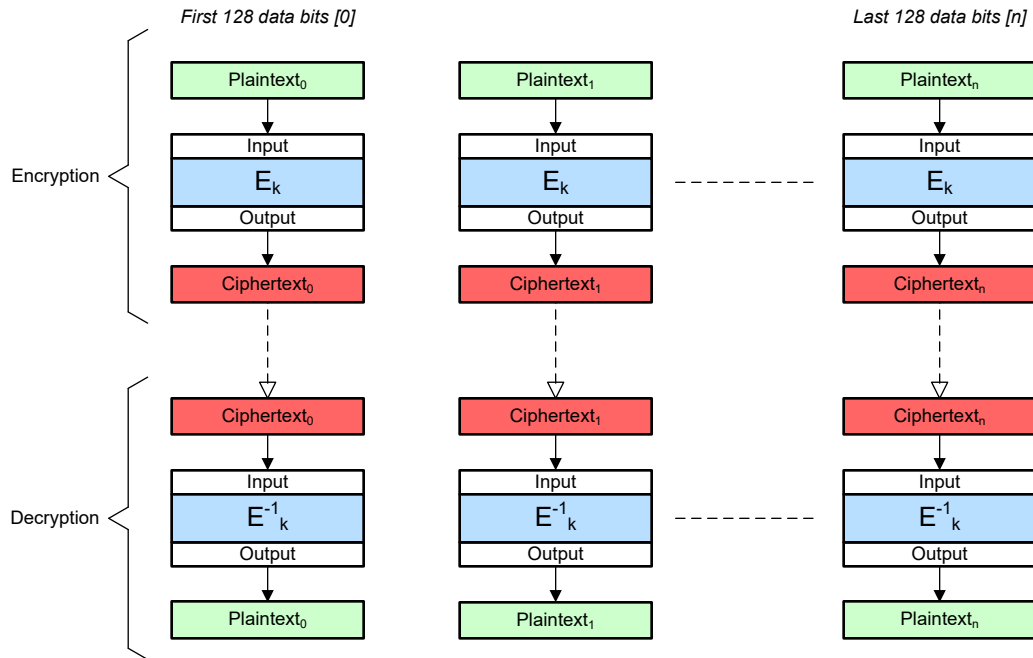 First 128 data bits [0]
Last 128 data bits [n]
Plaintext₀
Plaintext₁
Plaintextₙ
Input
Input
Input
Encryption
Eₖ
Eₖ
Eₖ
Output
Output
Output
Ciphertext₀
Ciphertext₁
Ciphertextₙ
Ciphertext₀
Ciphertext₁
Ciphertextₙ
Input
Input
Input
Decryption
E⁻¹ₖ
E⁻¹ₖ
E⁻¹ₖ
Output
Output
Output
Plaintext₀
Plaintext₁
Plaintextₙ